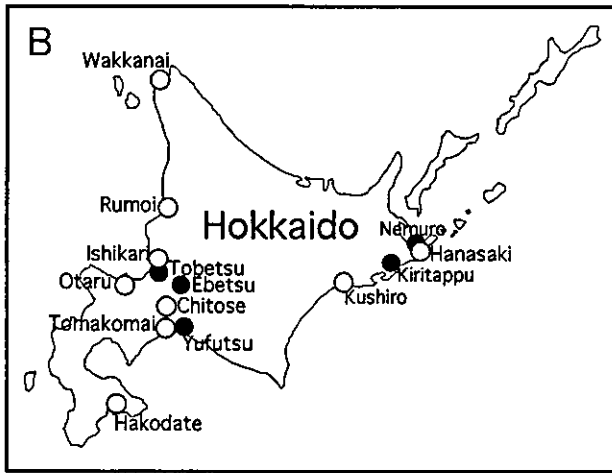 B
Wakkanai
Rumoi
Hokkaido
Nemuro
Ishikari
Hanasaki
Tobetsu
Kiritappu
Otaru
Ebetsu
Kushiro
Chitose
Tomakomai
Yufutsu
Hakodate